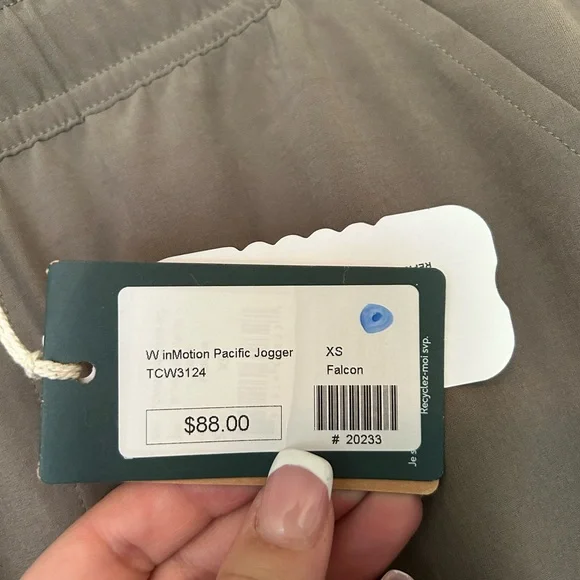 W inMotion Pacific Jogger
TCW3124
XS
Falcon
$88.00
# 20233
Recyclez-moi svp.
Je